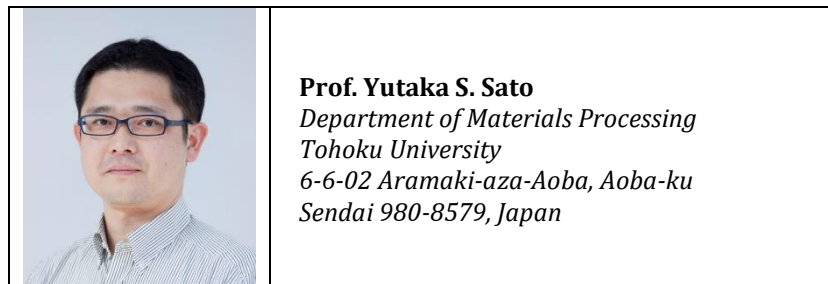 Prof. Yutaka S. Sato
Department of Materials Processing
Tohoku University
6-6-02 Aramaki-aza-Aoba, Aoba-ku
Sendai 980-8579, Japan